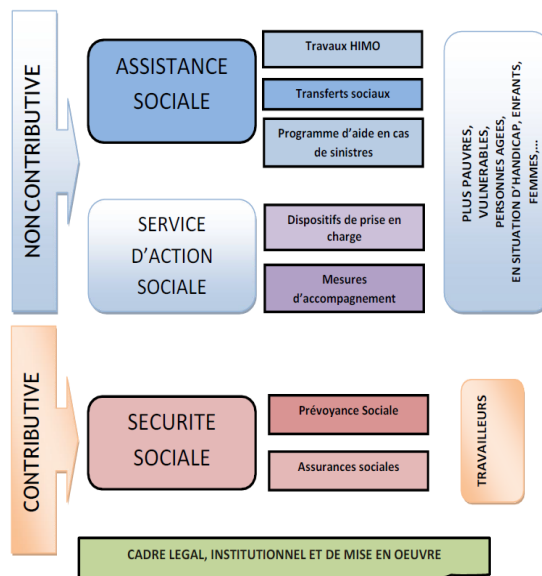 NON CONTRIBUTIVE
ASSISTANCE
SOCIALE
Travaux HIMO
Transferts sociaux
Programme d'aide en cas
de sinistres
SERVICE
D'ACTION
SOCIALE
Dispositifs de prise en
charge
Mesures
d'accompagnement
PLUS PAUVRES,
VULNERABLES,
PERSONNES AGEES,
EN SITUATION D'HANDICAP, ENFANTS,
FEMMES,...
CONTRIBUTIVE
SECURITE
SOCIALE
Prévoyance Sociale
Assurances sociales
TRAVAILLEURS
CADRE LEGAL, INSTITUTIONNEL ET DE MISE EN OEUVRE